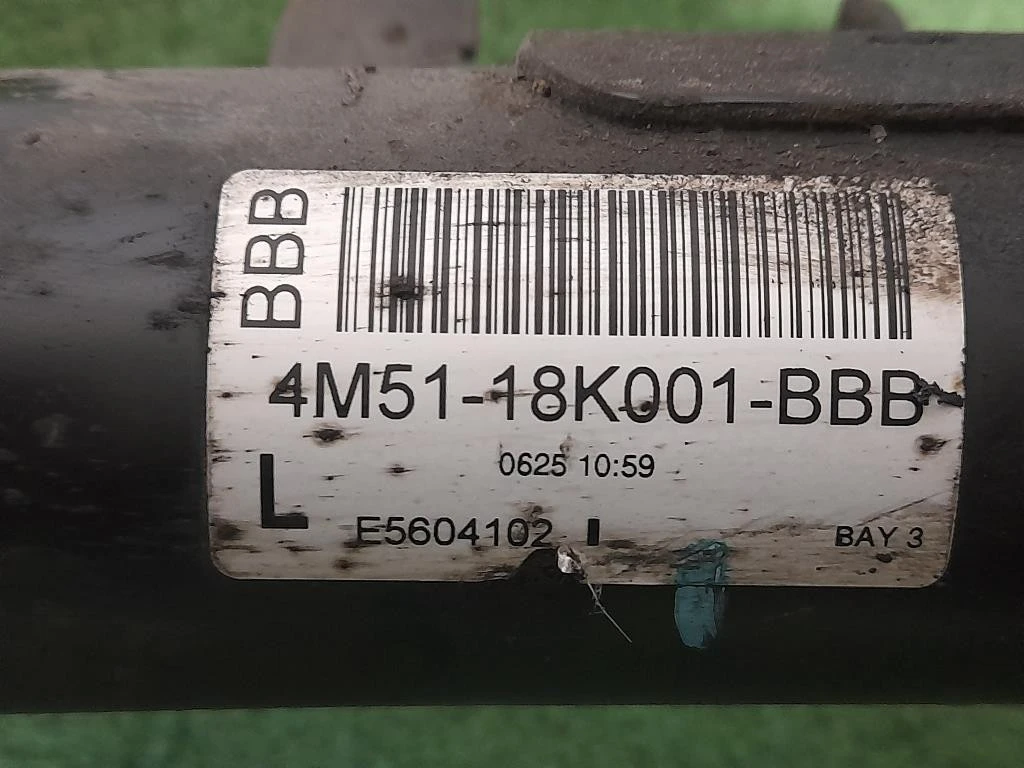 BBB
4M51-18K001-BBB
0625 10:59
L
E5604102 I
BAY 3